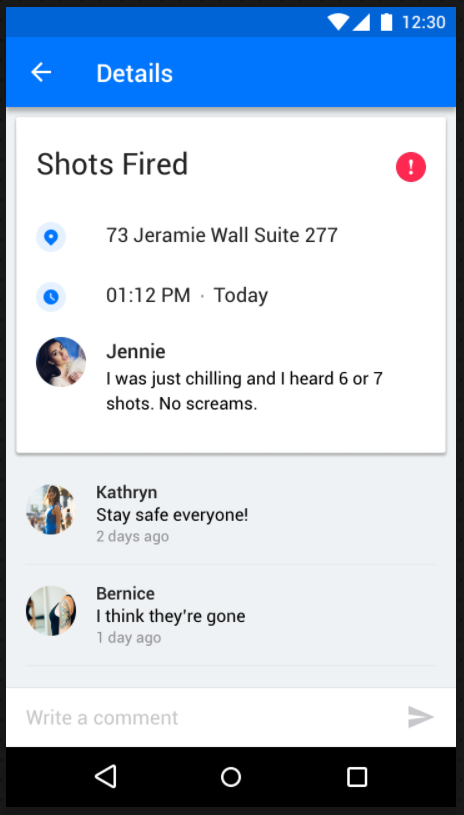 12:30
Details
Shots Fired
73 Jeramie Wall Suite 277
01:12 PM · Today
Jennie
I was just chilling and I heard 6 or 7
shots. No screams.
Kathryn
Stay safe everyone!
2 days ago
Bernice
I think they're gone
1 day ago
Write a comment